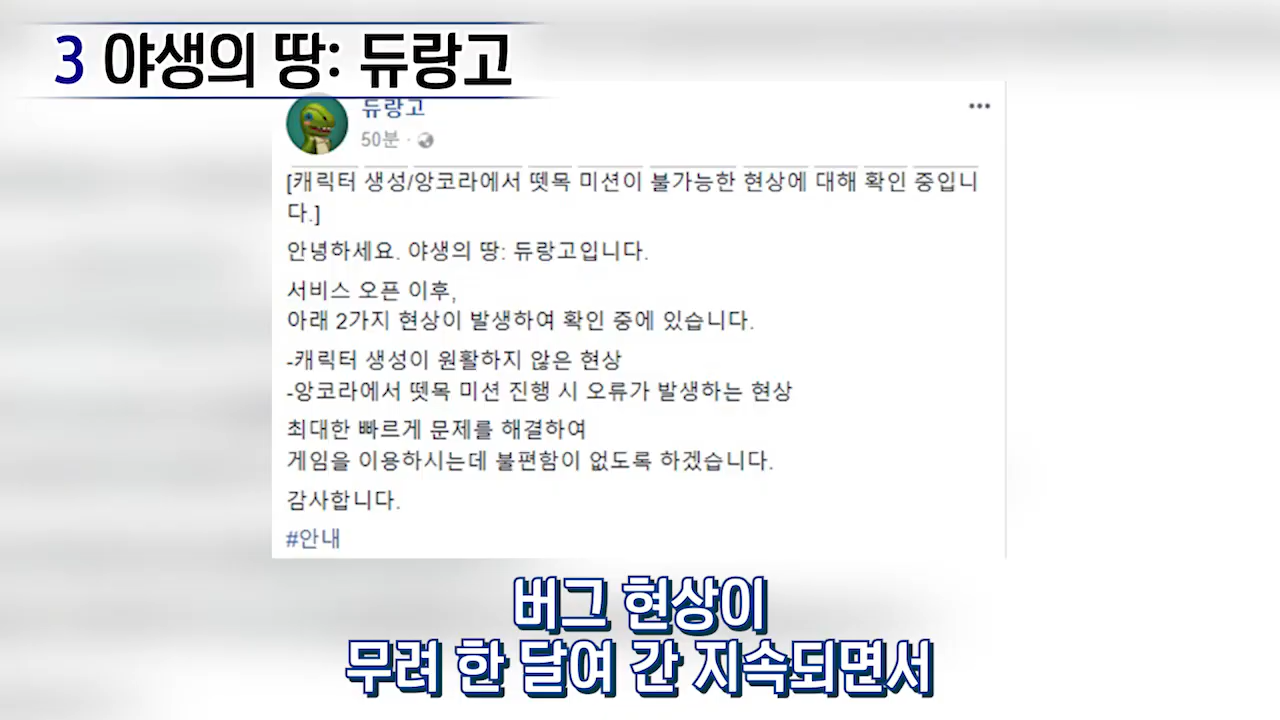 3 야생의 땅: 듀랑고
듀랑고
50분 ·
[캐릭터 생성/앙코라에서 뗏목 미션이 불가능한 현상에 대해 확인 중입니
다.]
안녕하세요. 야생의 땅: 듀랑고입니다.
서비스 오픈 이후,
아래 2가지 현상이 발생하여 확인 중에 있습니다.
-캐릭터 생성이 원활하지 않은 현상
-앙코라에서 뗏목 미션 진행 시 오류가 발생하는 현상
최대한 빠르게 문제를 해결하여
게임을 이용하시는데 불편함이 없도록 하겠습니다.
감사합니다.
#안내
버그 현상이
무려 한 달여 간 지속되면서